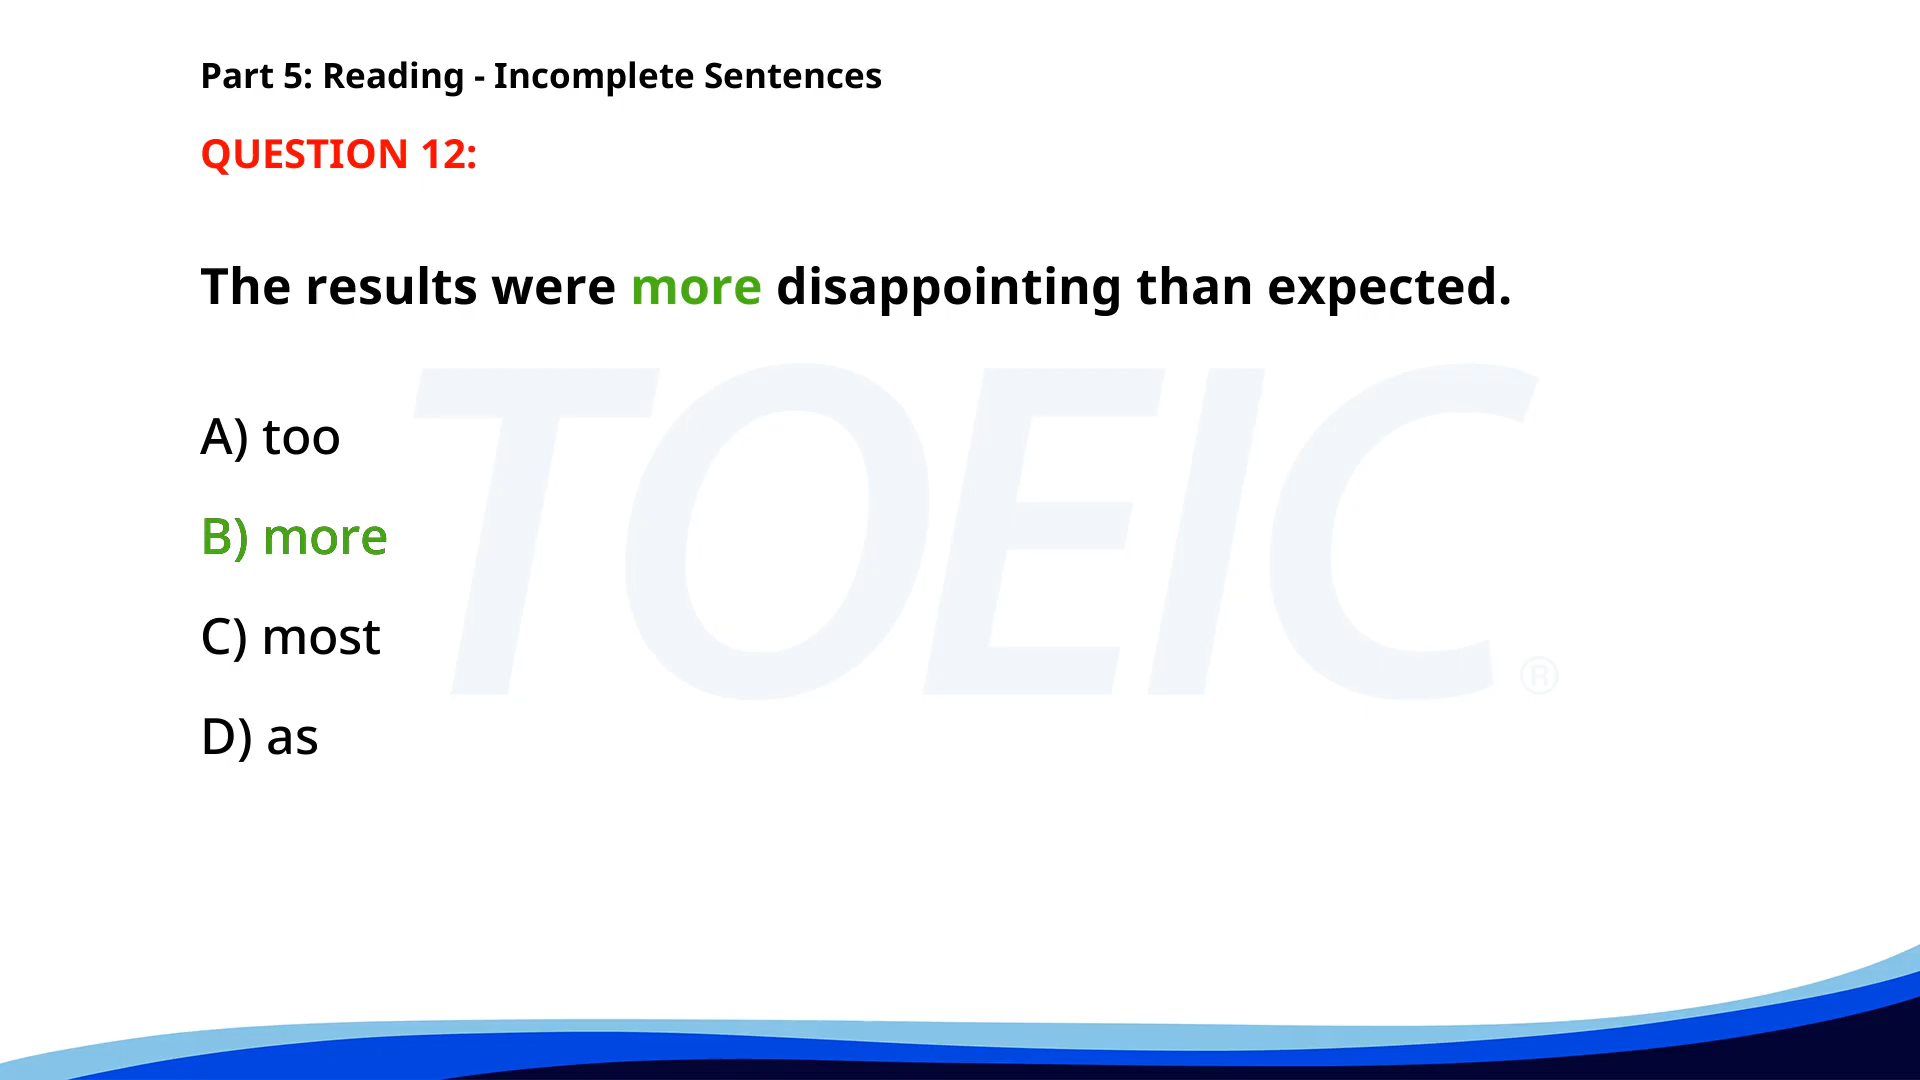 Part 5: Reading - Incomplete Sentences
QUESTION 12:
The results were more disappointing than expected.
TOEIC®
A) too
B) more
C) most
D) as